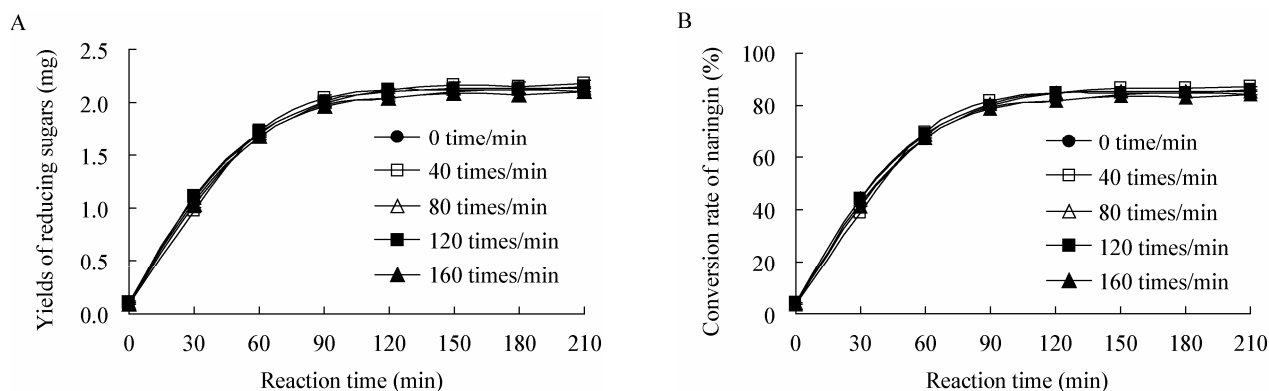 A
Yields of reducing sugars (mg)
2.5
2.0
1.5
1.0
0.5
0.0
0 30 60 90 120 150 180 210
Reaction time (min)
0 time/min
40 times/min
80 times/min
120 times/min
160 times/min
B
Conversion rate of naringin (%)
100
80
60
40
20
0
0 30 60 90 120 150 180 210
Reaction time (min)
0 time/min
40 times/min
80 times/min
120 times/min
160 times/min